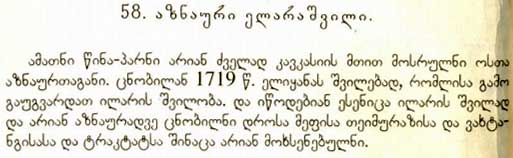 58. აზნაური ელარაშვილი.
ამათნი წინა-პარნი არიან ძველად კავკასიის მთით მოსრულნი ოსთა
აზნაურთაგანი. ცნობილან 1719 წ. ელიყანას შვილებად, რომლისა გამო
გაუგვარდათ ილარის შვილობა. და იწოდებიან ესენიცა ილარის შვილად
და არიან აზნაურადვე ცნობილნი დროსა მეფისა თეიმურაზისა და ვახტა-
ნგისასა და ტრაკტატსა შინაცა არიან მოხსენებულნი.